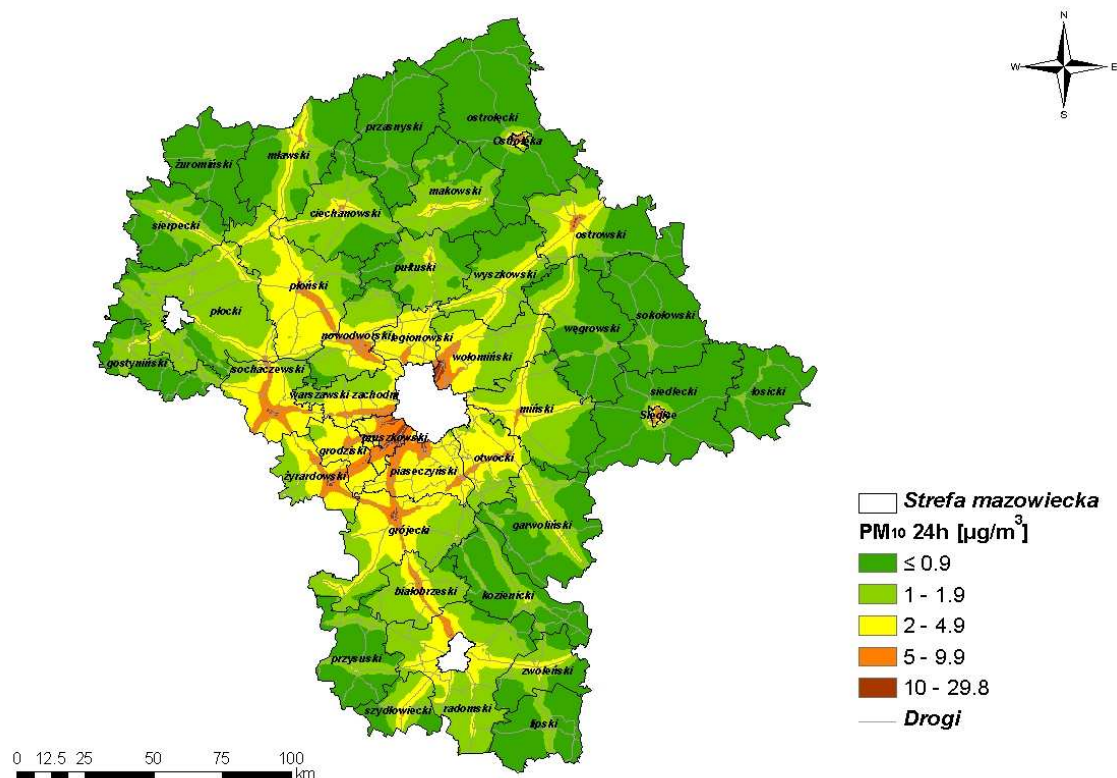 N
W E
S
ostrołęcki
przasnyski
Ostrołęka
mławski
żuromiński
makowski
ciechanowski
sierpecki
ostrowski
pułtuski
wyszkowski
płoński
płocki
sokołowski
węgrowski
nowodworski
legionowski
wołomiński
gostyniński
sochaczewski
siedlecki
łosicki
warszawski zachodni
miński
Siedlce
pruszkowski
grodziski
otwocki
piaseczyński
żyrardowski
garwoliński
grójecki
białobrzeski
kozienicki
przysuski
zwoleński
szydłowiecki
radomski
lipski
Strefa mazowiecka
PM10 24h [µg/m³]
≤ 0.9
1 - 1.9
2 - 4.9
5 - 9.9
10 - 29.8
Drogi
0 12.5 25 50 75 100
km